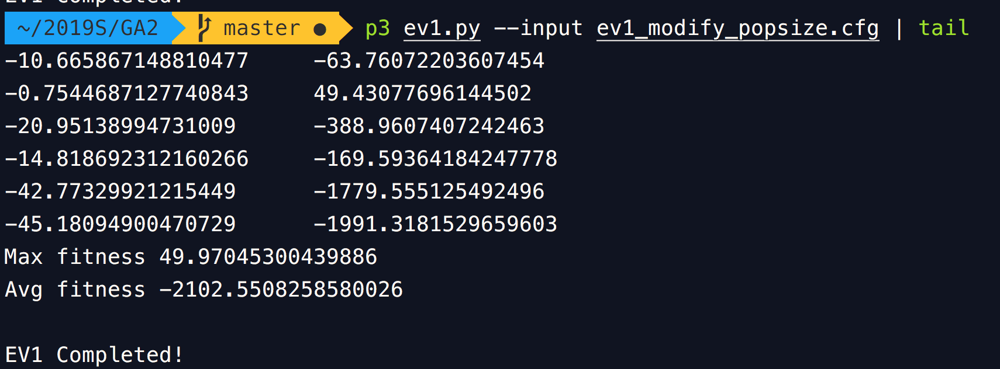 EV1 Completed!
~/2019S/GA2 master ● p3 ev1.py --input ev1_modify_popsize.cfg | tail
-10.665867148810477 -63.76072203607454
-0.7544687127740843 49.43077696144502
-20.95138994731009 -388.9607407242463
-14.818692312160266 -169.59364184247778
-42.77329921215449 -1779.555125492496
-45.18094900470729 -1991.3181529659603
Max fitness 49.97045300439886
Avg fitness -2102.5508258580026
EV1 Completed!